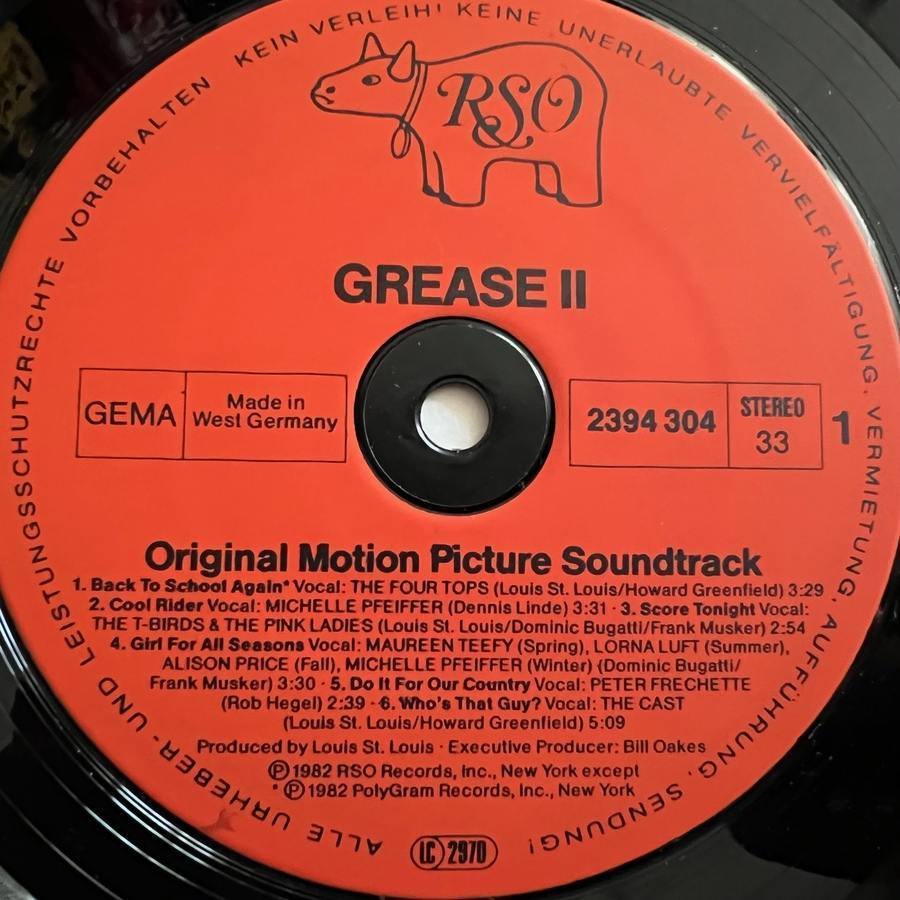 ALLE URHEBER- UND LEISTUNGSSCHUTZRECHTE VORBEHALTEN KEIN VERLEIH! KEINE UNERLAUBTE VERVIELFÄLTIGUNG, VERMIETUNG, AUFFÜHRUNG, SENDUNG!
RSO
GREASE II
GEMA
Made in
West Germany
2394 304
STEREO
33
1
Original Motion Picture Soundtrack
1. Back To School Again* Vocal: THE FOUR TOPS (Louis St. Louis/Howard Greenfield) 3:29
2. Cool Rider Vocal: MICHELLE PFEIFFER (Dennis Linde) 3:31 · 3. Score Tonight Vocal:
THE T-BIRDS & THE PINK LADIES (Louis St. Louis/Dominic Bugatti/Frank Musker) 2:54
4. Girl For All Seasons Vocal: MAUREEN TEEFY (Spring), LORNA LUFT (Summer),
ALISON PRICE (Fall), MICHELLE PFEIFFER (Winter) (Dominic Bugatti/
Frank Musker) 3:30 · 5. Do It For Our Country Vocal: PETER FRECHETTE
(Rob Hegel) 2:39 · 6. Who's That Guy? Vocal: THE CAST
(Louis St. Louis/Howard Greenfield) 5:09
Produced by Louis St. Louis · Executive Producer: Bill Oakes
Ⓟ 1982 RSO Records, Inc., New York except
* Ⓟ 1982 PolyGram Records, Inc., New York
LC 2970